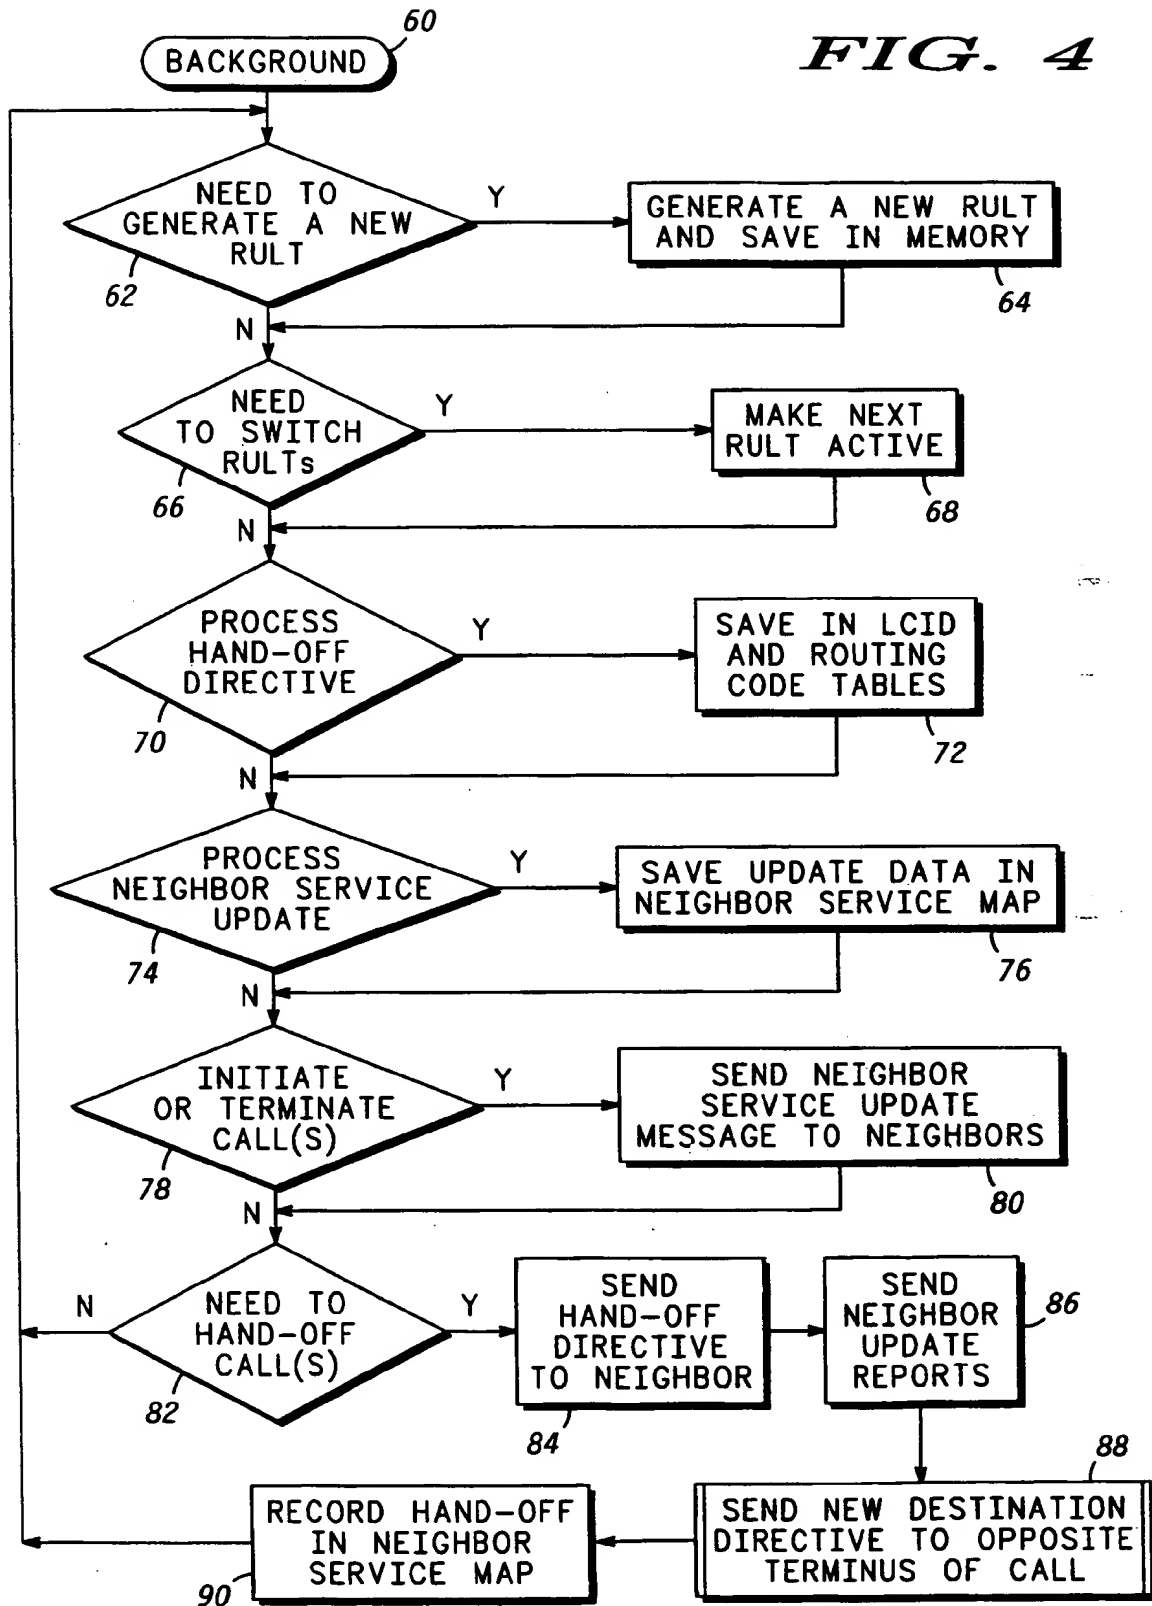 60
BACKGROUND
FIG. 4
NEED TO
GENERATE A NEW
RULT
62
Y
GENERATE A NEW RULT
AND SAVE IN MEMORY
64
N
NEED
TO SWITCH
RULTs
66
Y
MAKE NEXT
RULT ACTIVE
68
N
PROCESS
HAND-OFF
DIRECTIVE
70
Y
SAVE IN LCID
AND ROUTING
CODE TABLES
72
N
PROCESS
NEIGHBOR SERVICE
UPDATE
74
Y
SAVE UPDATE DATA IN
NEIGHBOR SERVICE MAP
76
N
INITIATE
OR TERMINATE
CALL(S)
78
Y
SEND NEIGHBOR
SERVICE UPDATE
MESSAGE TO NEIGHBORS
80
N
N
NEED TO
HAND-OFF
CALL(S)
82
Y
SEND
HAND-OFF
DIRECTIVE
TO NEIGHBOR
84
SEND
NEIGHBOR
UPDATE
REPORTS
86
88
SEND NEW DESTINATION
DIRECTIVE TO OPPOSITE
TERMINUS OF CALL
RECORD HAND-OFF
IN NEIGHBOR
SERVICE MAP
90